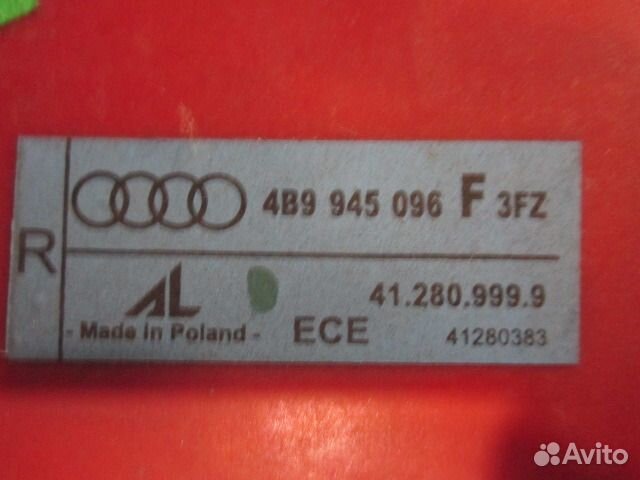 R
4B9 945 096 F 3FZ
AL
41.280.999.9
- Made in Poland - ECE 41280383
Avito